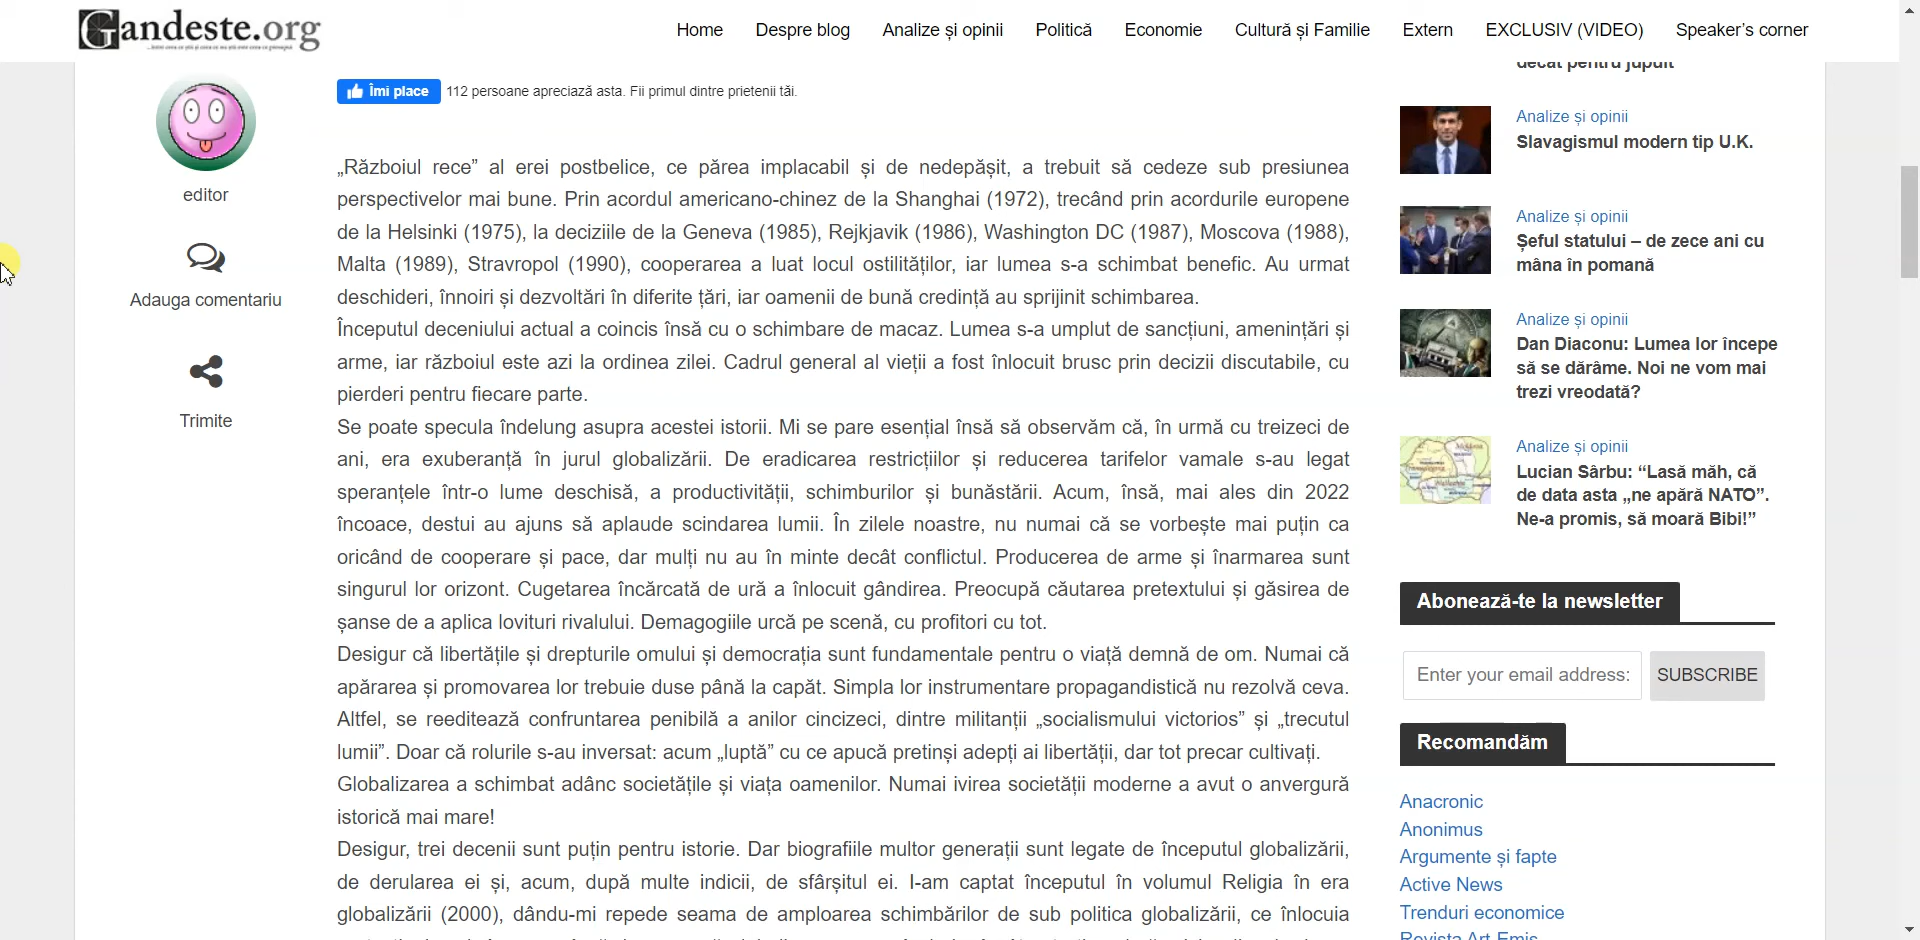 Gandeste.org
Home Despre blog Analize și opinii Politică Economie Cultură și Familie Extern EXCLUSIV (VIDEO) Speaker’s corner
editor
Adauga comentariu
Trimite
Îmi place 112 persoane apreciază asta. Fii primul dintre prietenii tăi.
„Războiul rece” al erei postbelice, ce părea implacabil și de nedepășit, a trebuit să cedeze sub presiunea
perspectivelor mai bune. Prin acordul americano-chinez de la Shanghai (1972), trecând prin acordurile europene
de la Helsinki (1975), la deciziile de la Geneva (1985), Rejkjavik (1986), Washington DC (1987), Moscova (1988),
Malta (1989), Stravropol (1990), cooperarea a luat locul ostilităților, iar lumea s-a schimbat benefic. Au urmat
deschideri, înnoiri și dezvoltări în diferite țări, iar oamenii de bună credință au sprijinit schimbarea.
Începutul deceniului actual a coincis însă cu o schimbare de macaz. Lumea s-a umplut de sancțiuni, amenințări și
arme, iar războiul este azi la ordinea zilei. Cadrul general al vieții a fost înlocuit brusc prin decizii discutabile, cu
pierderi pentru fiecare parte.
Se poate specula îndelung asupra acestei istorii. Mi se pare esențial însă să observăm că, în urmă cu treizeci de
ani, era exuberanță în jurul globalizării. De eradicarea restricțiilor și reducerea tarifelor vamale s-au legat
speranțele într-o lume deschisă, a productivității, schimburilor și bunăstării. Acum, însă, mai ales din 2022
încoace, destui au ajuns să aplaude scindarea lumii. În zilele noastre, nu numai că se vorbește mai puțin ca
oricând de cooperare și pace, dar mulți nu au în minte decât conflictul. Producerea de arme și înarmarea sunt
singurul lor orizont. Cugetarea încărcată de ură a înlocuit gândirea. Preocupă căutarea pretextului și găsirea de
șanse de a aplica lovituri rivalului. Demagogiile urcă pe scenă, cu profitori cu tot.
Desigur că libertățile și drepturile omului și democrația sunt fundamentale pentru o viață demnă de om. Numai că
apărarea și promovarea lor trebuie duse până la capăt. Simpla lor instrumentare propagandistică nu rezolvă ceva.
Altfel, se reeditează confruntarea penibilă a anilor cincizeci, dintre militanții „socialismului victorios” și „trecutul
lumii”. Doar că rolurile s-au inversat: acum „luptă” cu ce apucă pretinși adepți ai libertății, dar tot precar cultivați.
Globalizarea a schimbat adânc societățile și viața oamenilor. Numai ivirea societății moderne a avut o anvergură
istorică mai mare!
Desigur, trei decenii sunt puțin pentru istorie. Dar biografiile multor generații sunt legate de începutul globalizării,
de derularea ei și, acum, după multe indicii, de sfârșitul ei. I-am captat începutul în volumul Religia în era
globalizării (2000), dându-mi repede seama de amploarea schimbărilor de sub politica globalizării, ce înlocuia
decât pentru jupuit
Analize și opinii
Slavagismul modern tip U.K.
Analize și opinii
Șeful statului – de zece ani cu
mâna în pomană
Analize și opinii
Dan Diaconu: Lumea lor începe
să se dărâme. Noi ne vom mai
trezi vreodată?
Analize și opinii
Lucian Sârbu: “Lasă măh, că
de data asta „ne apără NATO”.
Ne-a promis, să moară Bibi!”
Abonează-te la newsletter
Enter your email address: SUBSCRIBE
Recomandăm
Anacronic
Anonimus
Argumente și fapte
Active News
Trenduri economice
Revista Art-Emis